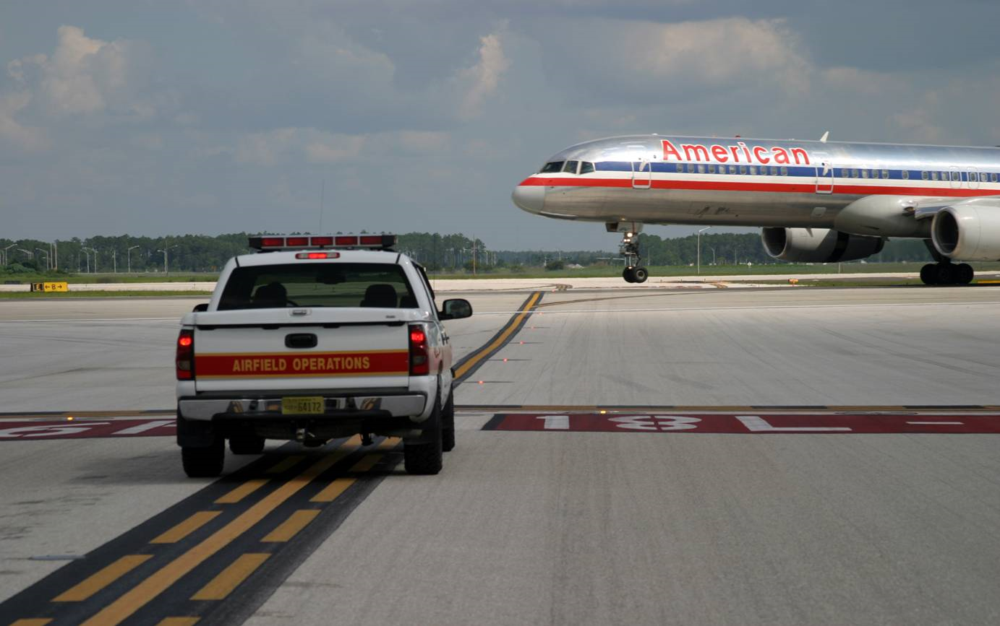 American
E ←B→
AIRFIELD OPERATIONS
64172
18L-